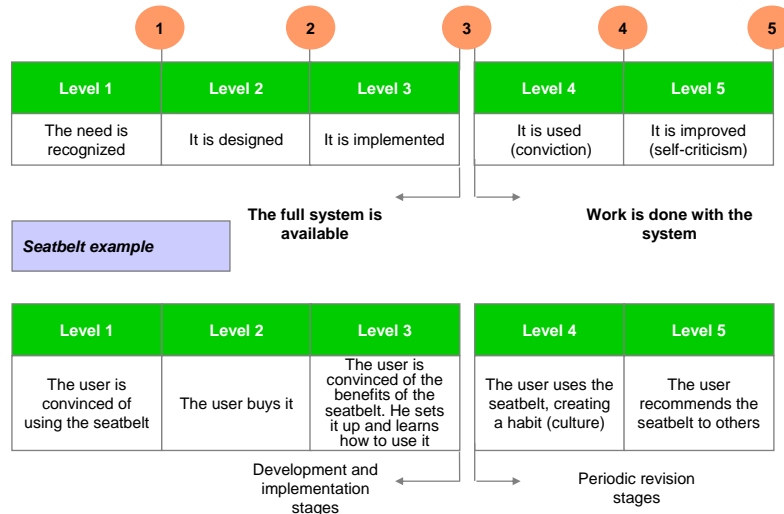 1 2 3 4 5
Level 1 Level 2 Level 3 Level 4 Level 5
The need is
recognized
It is designed
It is implemented
It is used
(conviction)
It is improved
(self-criticism)
The full system is
available
Work is done with the
system
Seatbelt example
Level 1 Level 2 Level 3 Level 4 Level 5
The user is
convinced of
using the seatbelt
The user buys it
The user is
convinced of the
benefits of the
seatbelt. He sets
it up and learns
how to use it
The user uses the
seatbelt, creating
a habit (culture)
The user
recommends the
seatbelt to others
Development and
implementation
stages
Periodic revision
stages